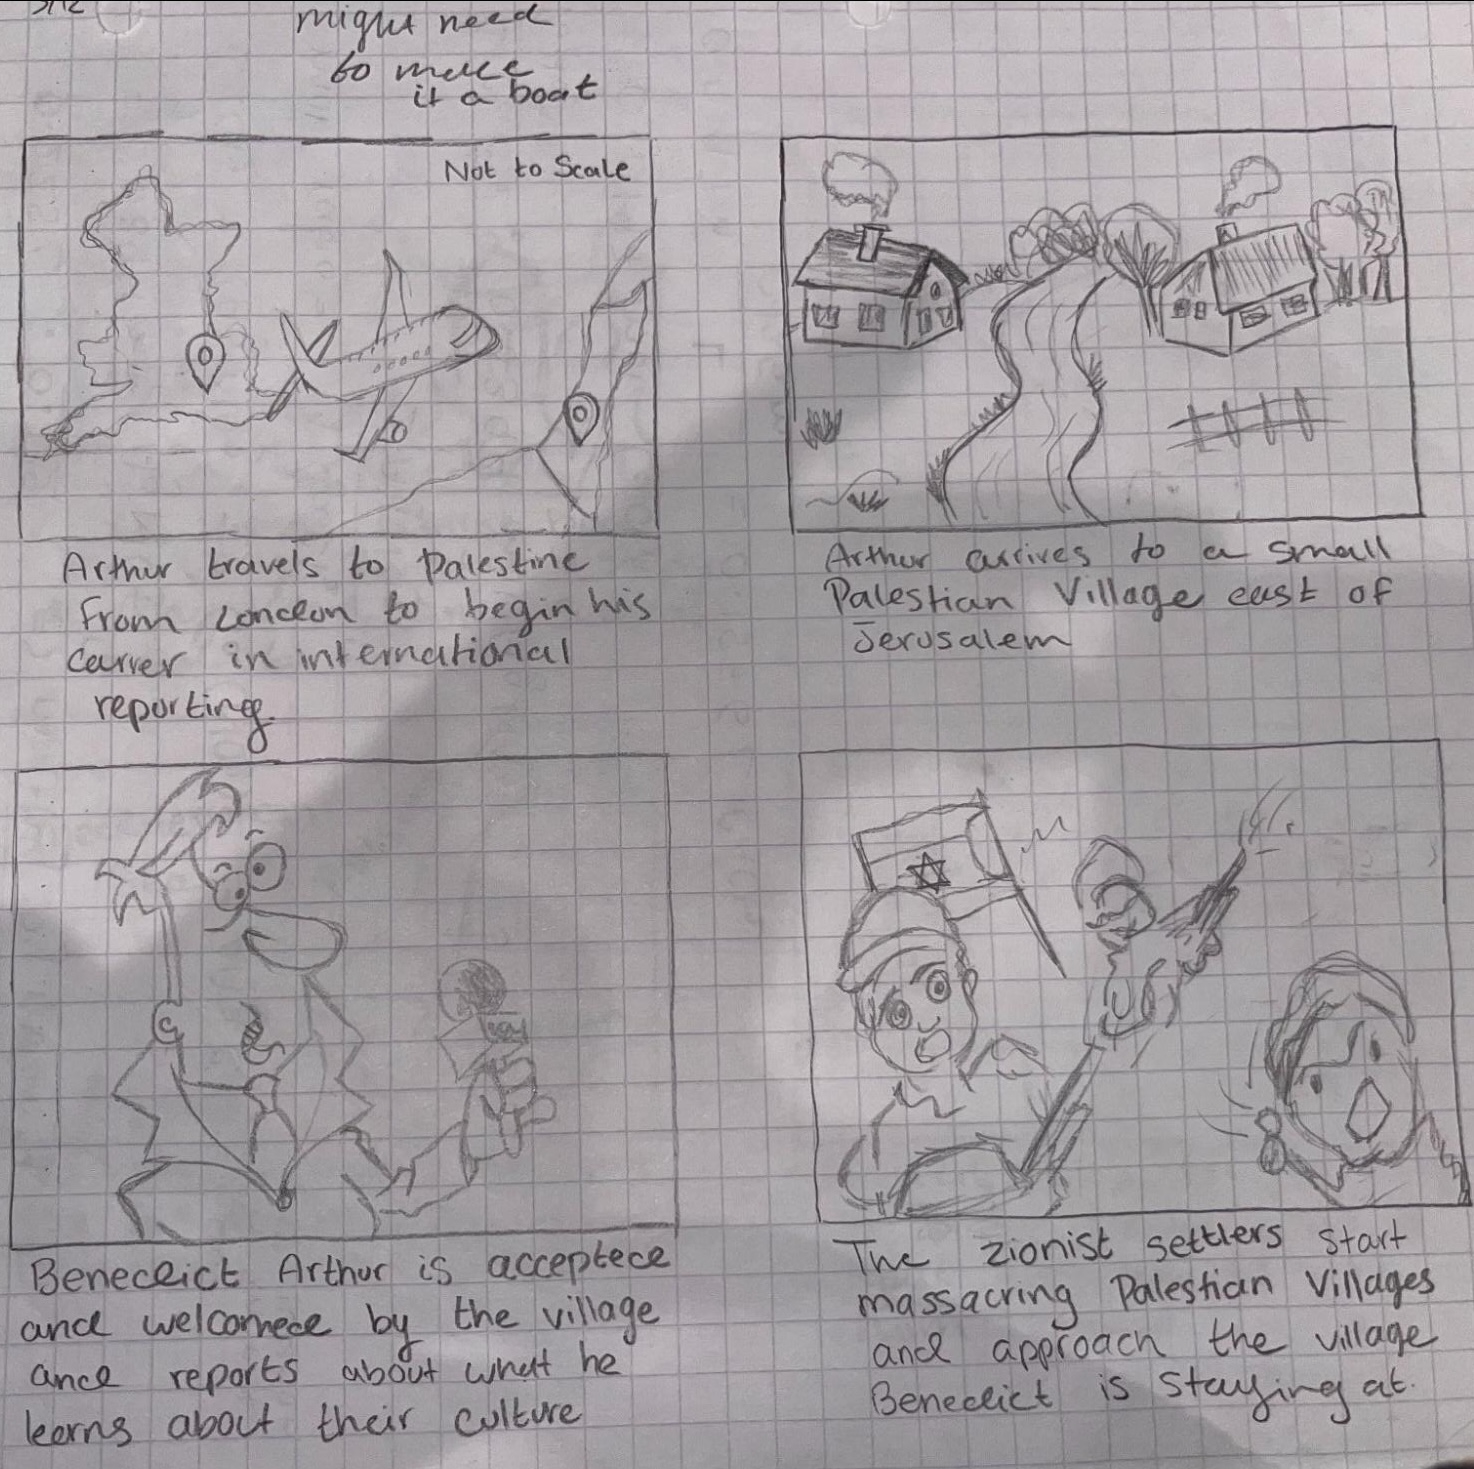 might need
to make
it a boat
Not to Scale
Arthur travels to Palestine
from London to begin his
carrer in international
reporting
Arthur arrives to a small
Palestian Village east of
Jerusalem
Benedict Arthur is accepted
and welcomed by the village
and reports about what he
lerns about their culture
The zionist settlers start
massacring Palestian Villages
and approach the village
Benedict is staying at.